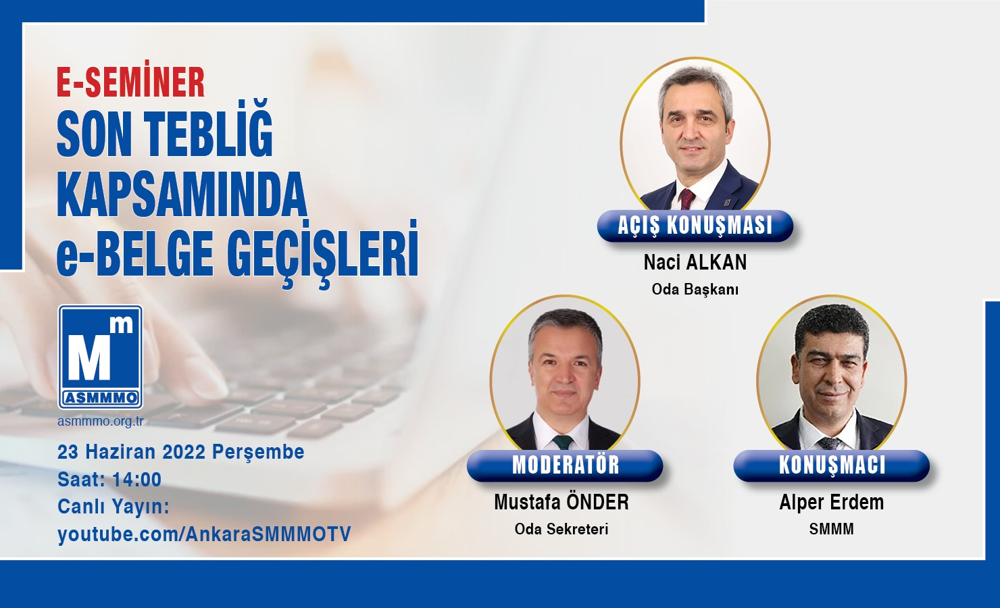 E-SEMİNER
SON TEBLİĞ
KAPSAMINDA
e-BELGE GEÇİŞLERİ
Mm
ASMMMO
asmmmo.org.tr
23 Haziran 2022 Perşembe
Saat: 14:00
Canlı Yayın:
youtube.com/AnkaraSMMMOTV
AÇIŞ KONUŞMASI
Naci ALKAN
Oda Başkanı
MODERATÖR
Mustafa ÖNDER
Oda Sekreteri
KONUŞMACI
Alper Erdem
SMMM